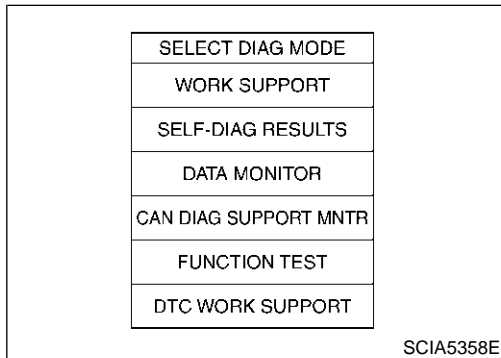 SELECT DIAG MODE
WORK SUPPORT
SELF-DIAG RESULTS
DATA MONITOR
CAN DIAG SUPPORT MNTR
FUNCTION TEST
DTC WORK SUPPORT
SCIA5358E